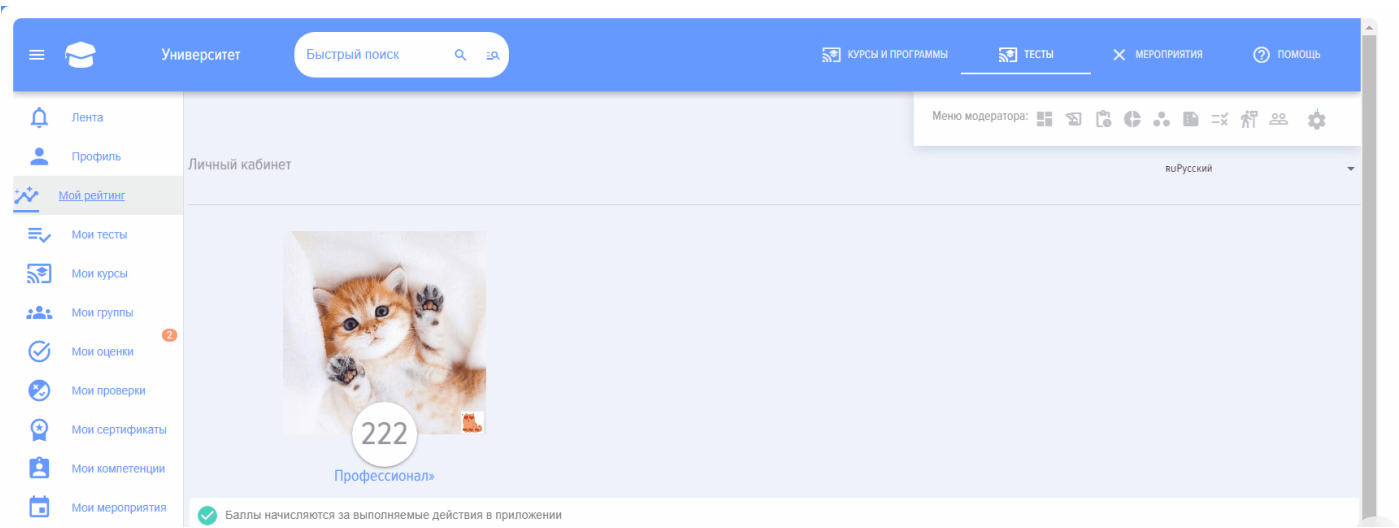 Университет
Быстрый поиск
КУРСЫ И ПРОГРАММЫ
ТЕСТЫ
МЕРОПРИЯТИЯ
ПОМОЩЬ
Меню модератора:
Лента
Профиль
Мой рейтинг
Мои тесты
Мои курсы
Мои группы
2
Мои оценки
Мои проверки
Мои сертификаты
Мои компетенции
Мои мероприятия
Личный кабинет
ruРусский
222
Профессионал»
Баллы начисляются за выполняемые действия в приложении